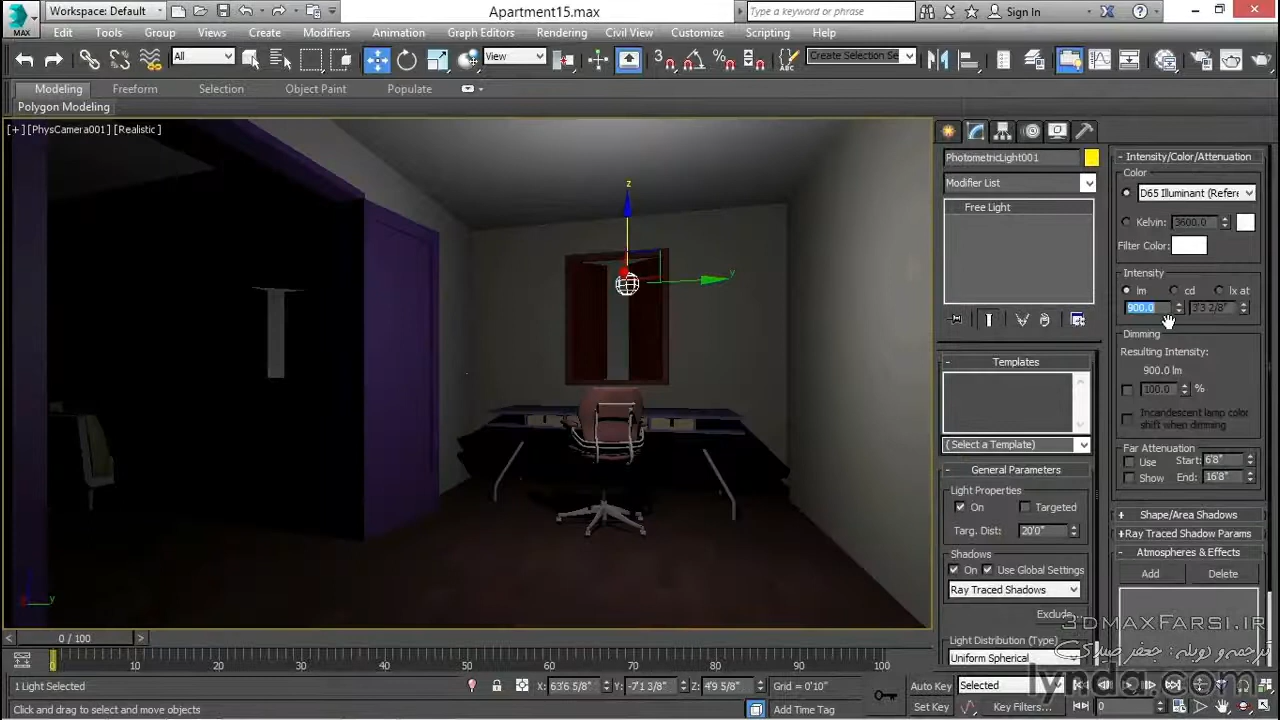 MAX
Workspace: Default
Apartment15.max
Type a keyword or phrase
Sign In
Edit Tools Group Views Create Modifiers Animation Graph Editors Rendering Civil View Customize Scripting Help
All
View
Create Selection Se
Modeling Freeform Selection Object Paint Populate
Polygon Modeling
[+] [PhysCamera001] [Realistic]
z
y
PhotometricLight001
Modifier List
Free Light
- Templates
(Select a Template)
- General Parameters
Light Properties
On Targeted
Targ. Dist: 20'0"
Shadows
On Use Global Settings
Ray Traced Shadows
Exclude...
Light Distribution (Type)
Uniform Spherical
- Intensity/Color/Attenuation
Color
D65 Illuminant (Refere
Kelvin: 3600.0
Filter Color:
Intensity
lm cd lx at
900.0 3'3 2/8"
Dimming
Resulting Intensity:
900.0 lm
100.0 %
Incandescent lamp color
shift when dimming
Far Attenuation
Use Start: 6'8"
Show End: 16'8"
+ Shape/Area Shadows
+ Ray Traced Shadow Params
- Atmospheres & Effects
Add Delete
3DMAXFARSI.IR
lynda.com
y
< 0 / 100 >
0 10 20 30 40 50 60 70 80 90 100
1 Light Selected
X: 63'6 5/8" Y: -7'1 3/8" Z: 4'9 5/8" Grid = 0'10"
Auto Key Selected
Click and drag to select and move objects
Add Time Tag
Set Key Key Filters... 0